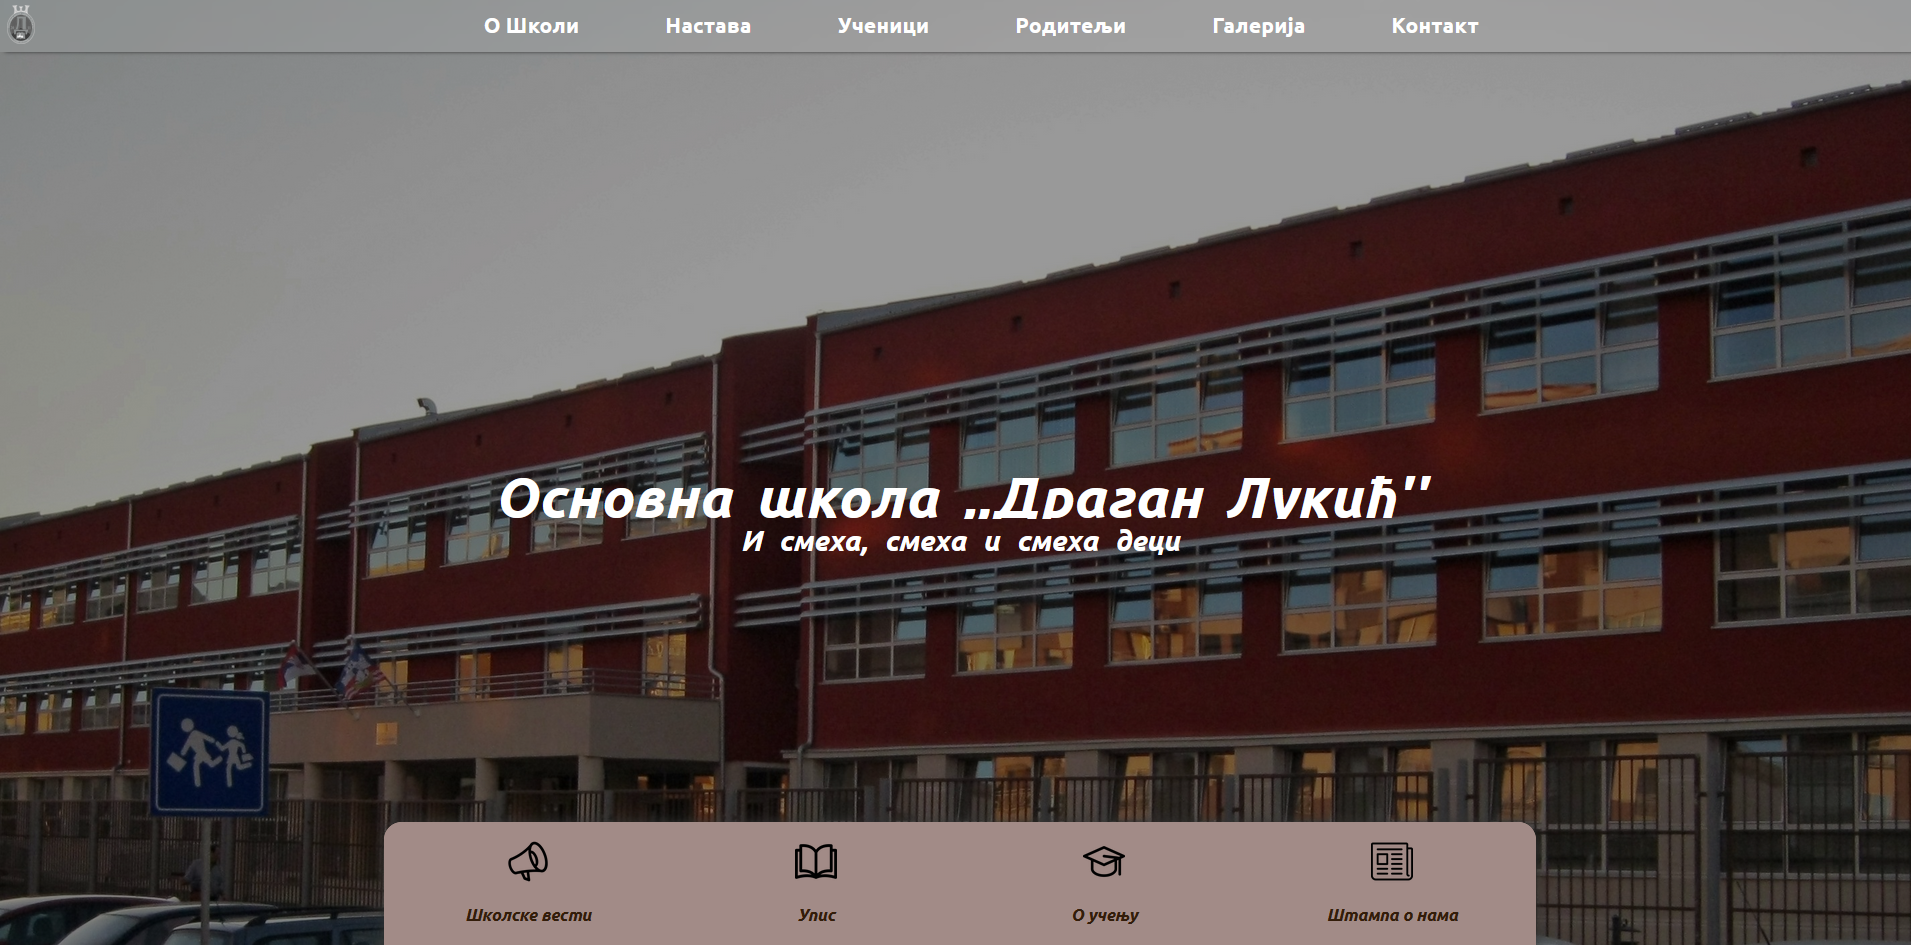 О Школи Настава Ученици Родитељи Галерија Контакт
Основна школа „Драган Лукић"
И смеха, смеха и смеха деци
Школске вести Упис О учењу Штампа о нама